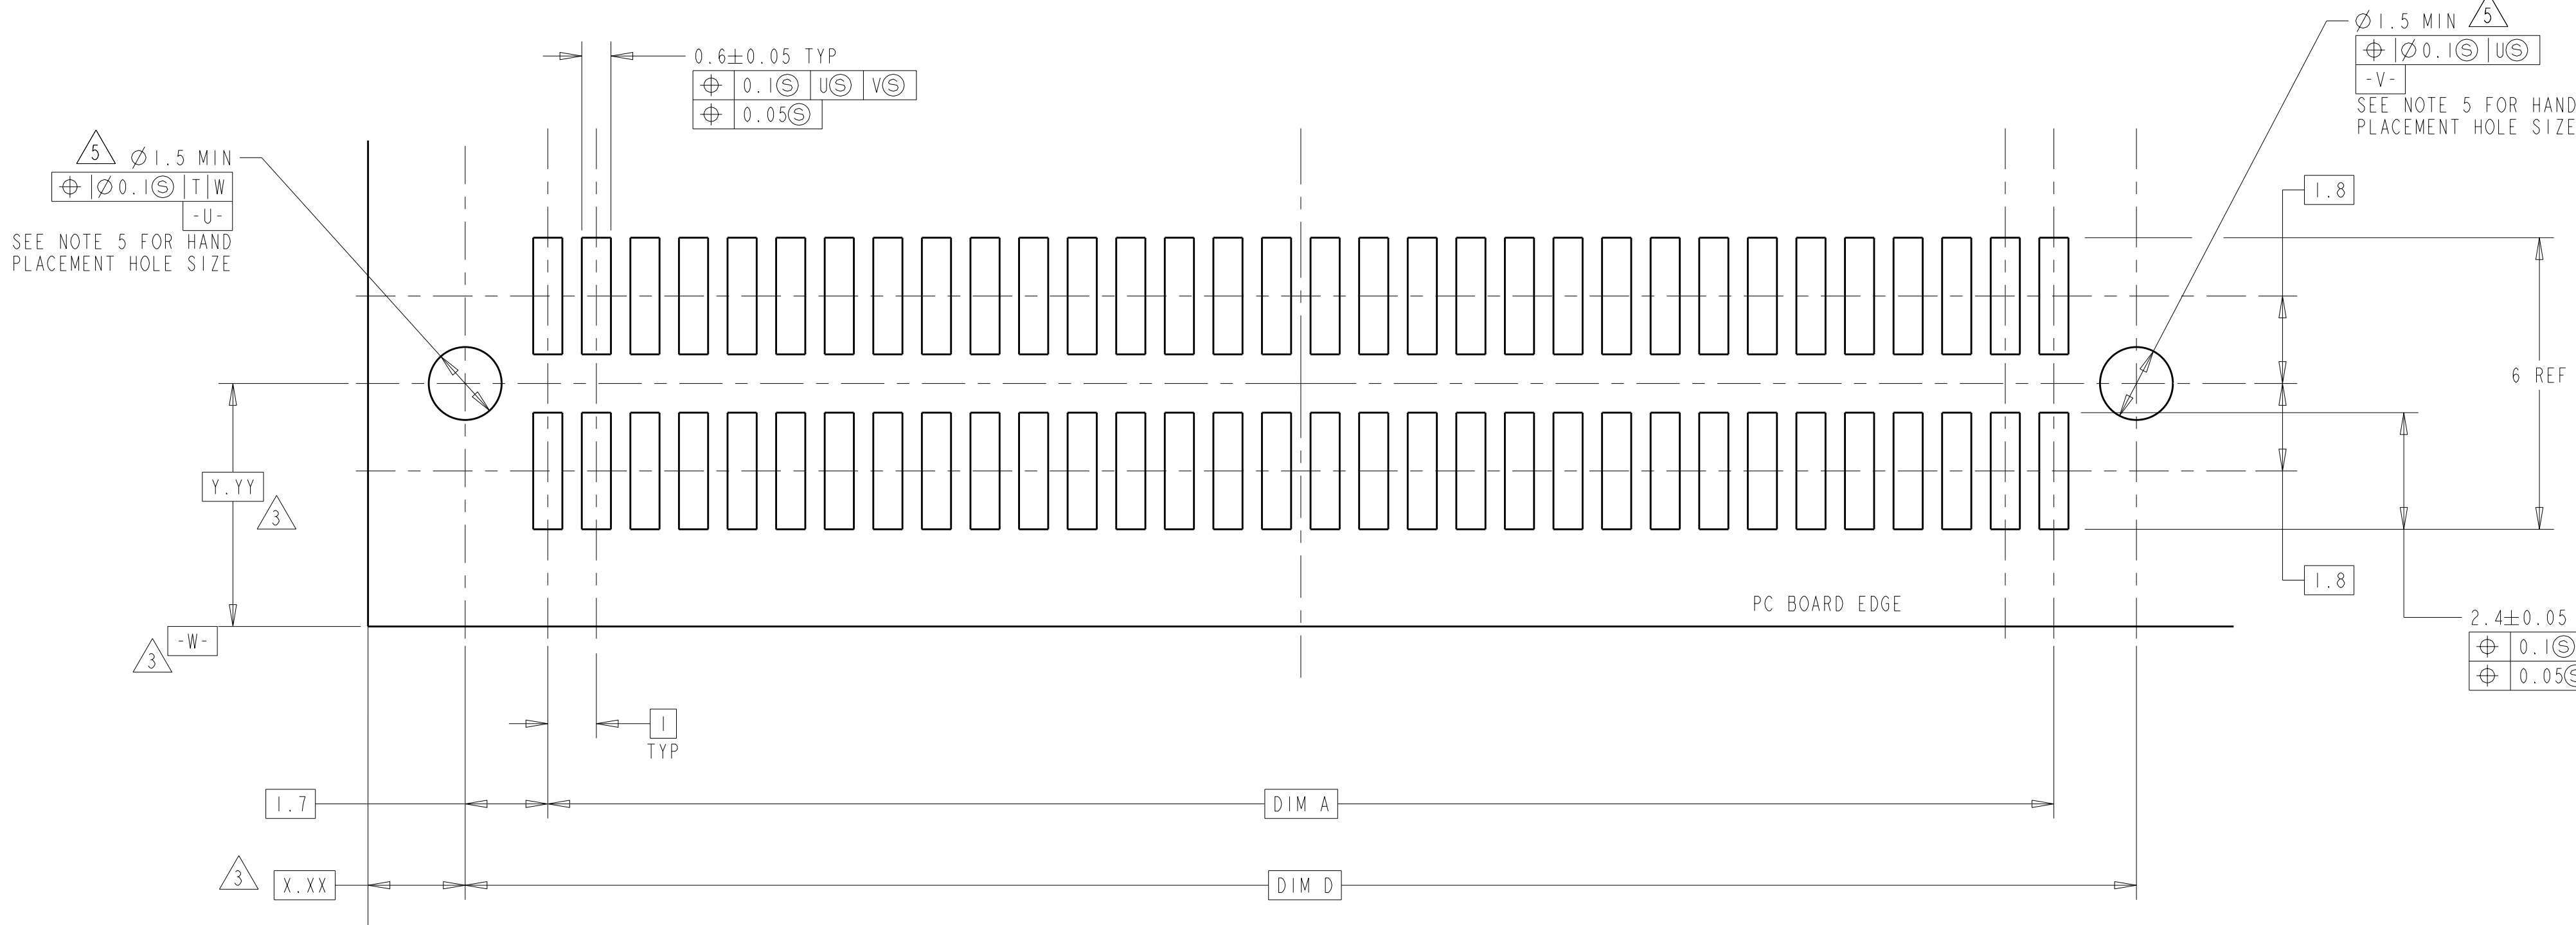 5
Ø1.5 MIN
⌖ Ø0.1Ⓢ T W
-U-
SEE NOTE 5 FOR HAND
PLACEMENT HOLE SIZE
0.6±0.05 TYP
⌖ 0.1Ⓢ UⓈ VⓈ
⌖ 0.05Ⓢ
Ø1.5 MIN
5
⌖ Ø0.1Ⓢ UⓈ
-V-
SEE NOTE 5 FOR HAND
PLACEMENT HOLE SIZE
1.8
6 REF
Y.YY
3
1.8
PC BOARD EDGE
-W-
3
2.4±0.05
⌖ 0.1Ⓢ
⌖ 0.05Ⓢ
1
TYP
1.7
DIM A
3
X.XX
DIM D